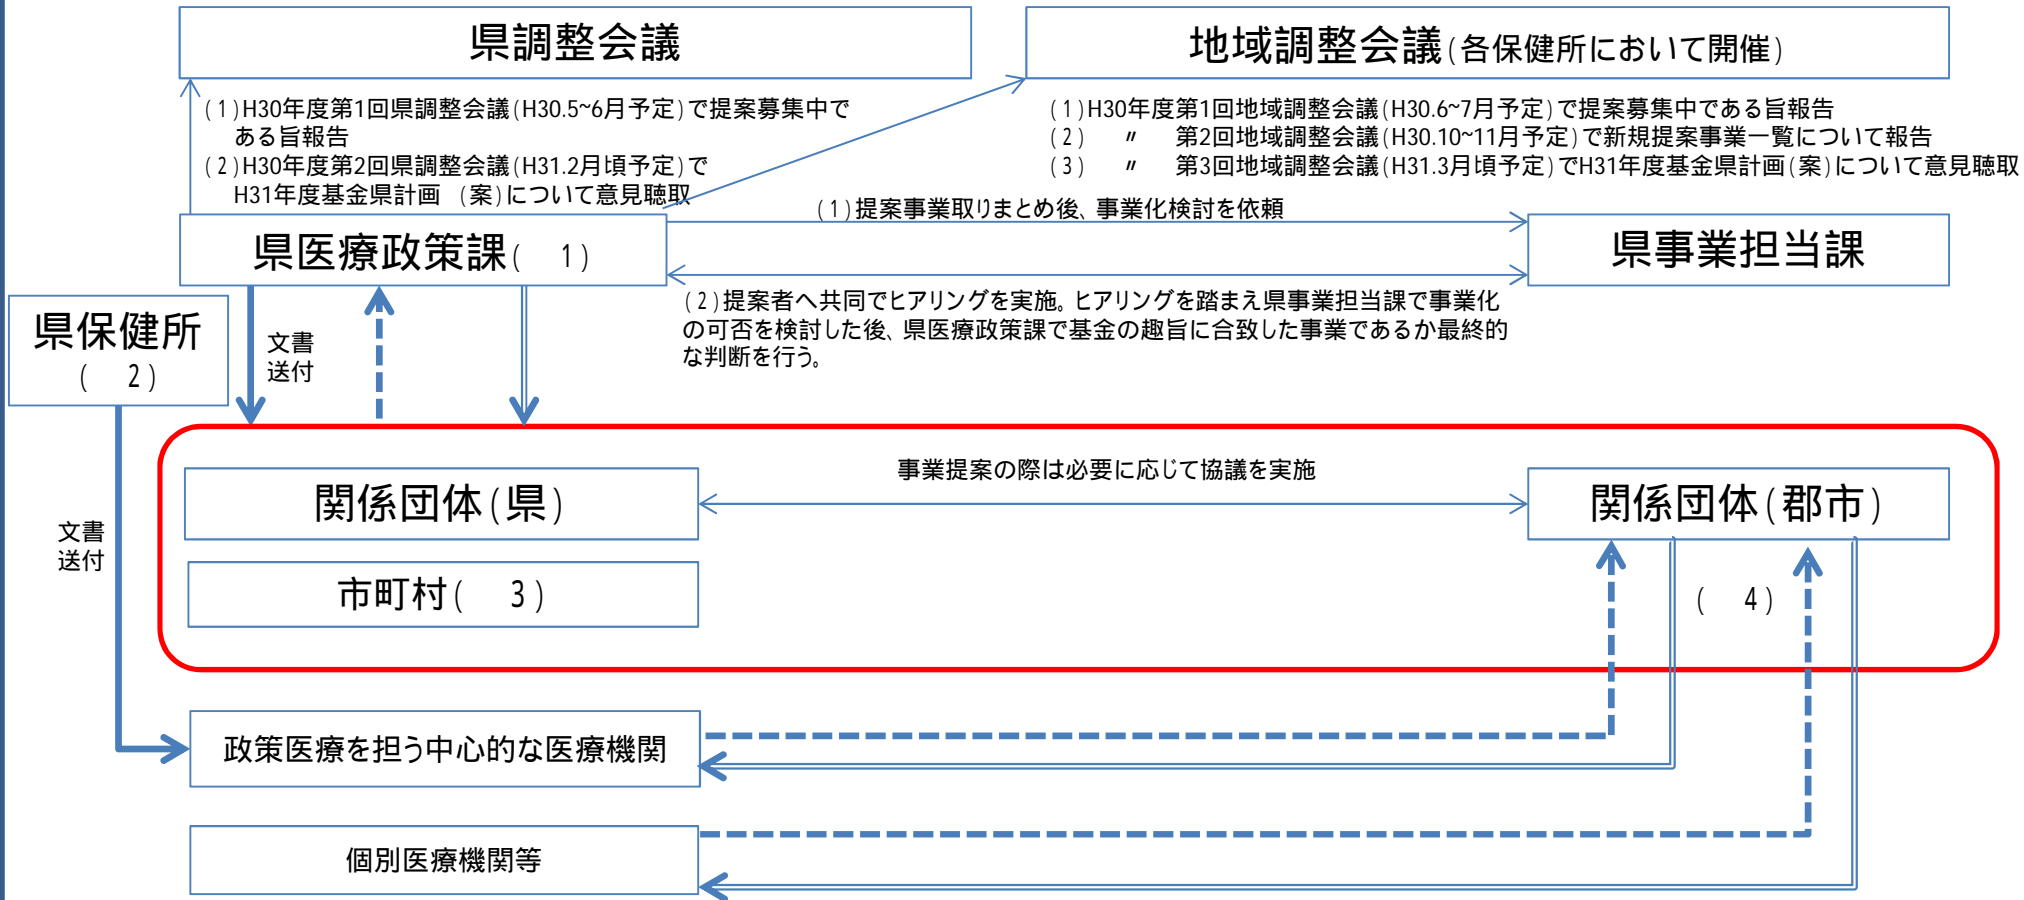 県調整会議
地域調整会議(各保健所において開催)
(1)H30年度第1回県調整会議(H30.5~6月予定)で提案募集中で
ある旨報告
(2)H30年度第2回県調整会議(H31.2月頃予定)で
H31年度基金県計画 (案)について意見聴取
(1)H30年度第1回地域調整会議(H30.6~7月予定)で提案募集中である旨報告
(2) 〃 第2回地域調整会議(H30.10~11月予定)で新規提案事業一覧について報告
(3) 〃 第3回地域調整会議(H31.3月頃予定)でH31年度基金県計画(案)について意見聴取
(1)提案事業取りまとめ後、事業化検討を依頼
県医療政策課( 1)
県事業担当課
(2)提案者へ共同でヒアリングを実施。ヒアリングを踏まえ県事業担当課で事業化
の可否を検討した後、県医療政策課で基金の趣旨に合致した事業であるか最終的
な判断を行う。
県保健所
( 2)
文書
送付
関係団体(県)
事業提案の際は必要に応じて協議を実施
関係団体(郡市)
文書
送付
市町村( 3)
( 4)
政策医療を担う中心的な医療機関
個別医療機関等